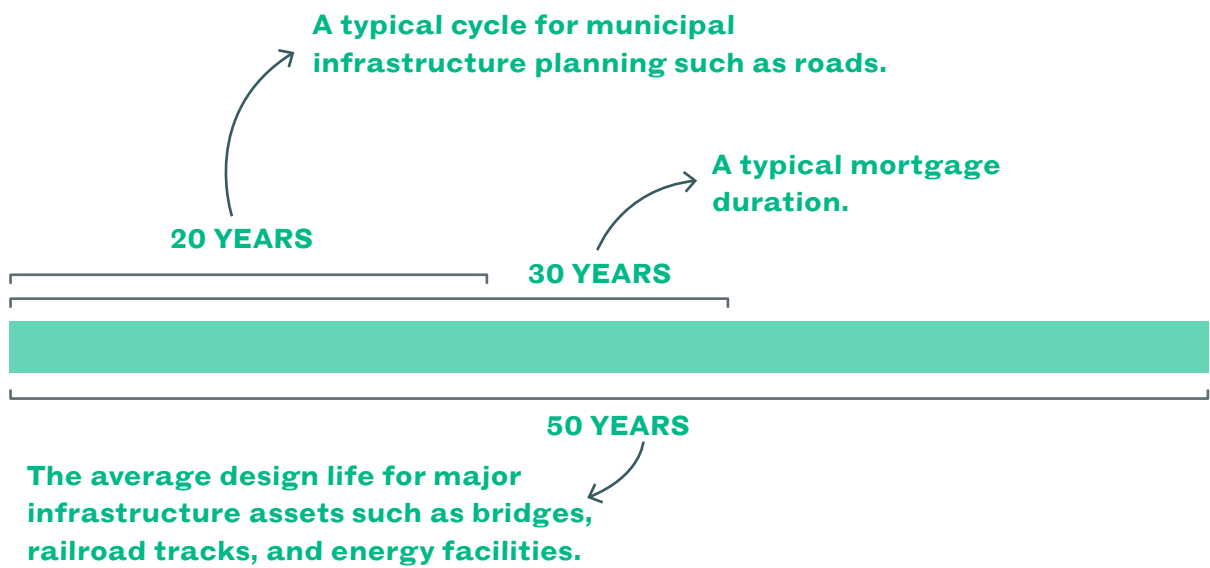 A typical cycle for municipal
infrastructure planning such as roads.
A typical mortgage
duration.
20 YEARS
30 YEARS
50 YEARS
The average design life for major
infrastructure assets such as bridges,
railroad tracks, and energy facilities.